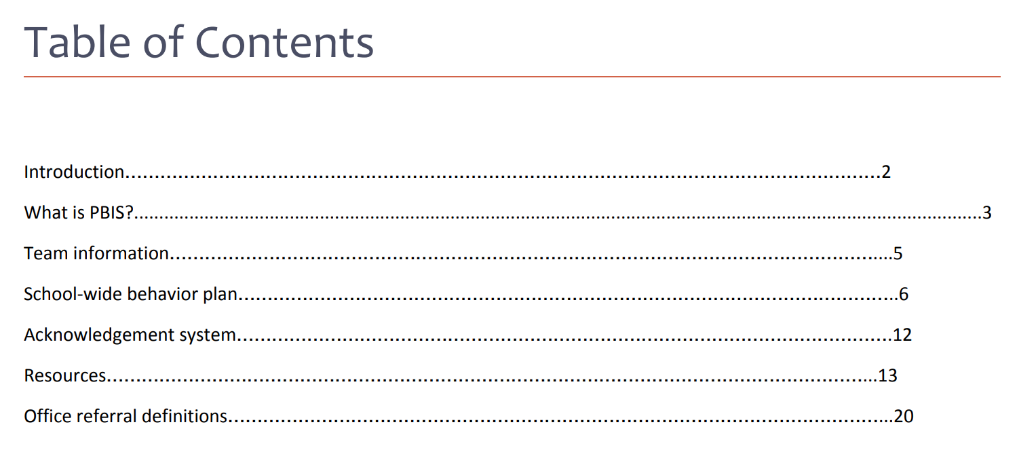 Table of Contents
Introduction……………………………………………………………………………………………………………….2
What is PBIS?.........................................................................................................................................................................3
Team information…………………………………………………………………………………………………………....5
School-wide behavior plan…………………………………………………………………………………………………...6
Acknowledgement system…………………………………………………………………………………………………..12
Resources……………………………………………………………………………………………………………………...13
Office referral definitions…………………………………………………………………………………………………...20